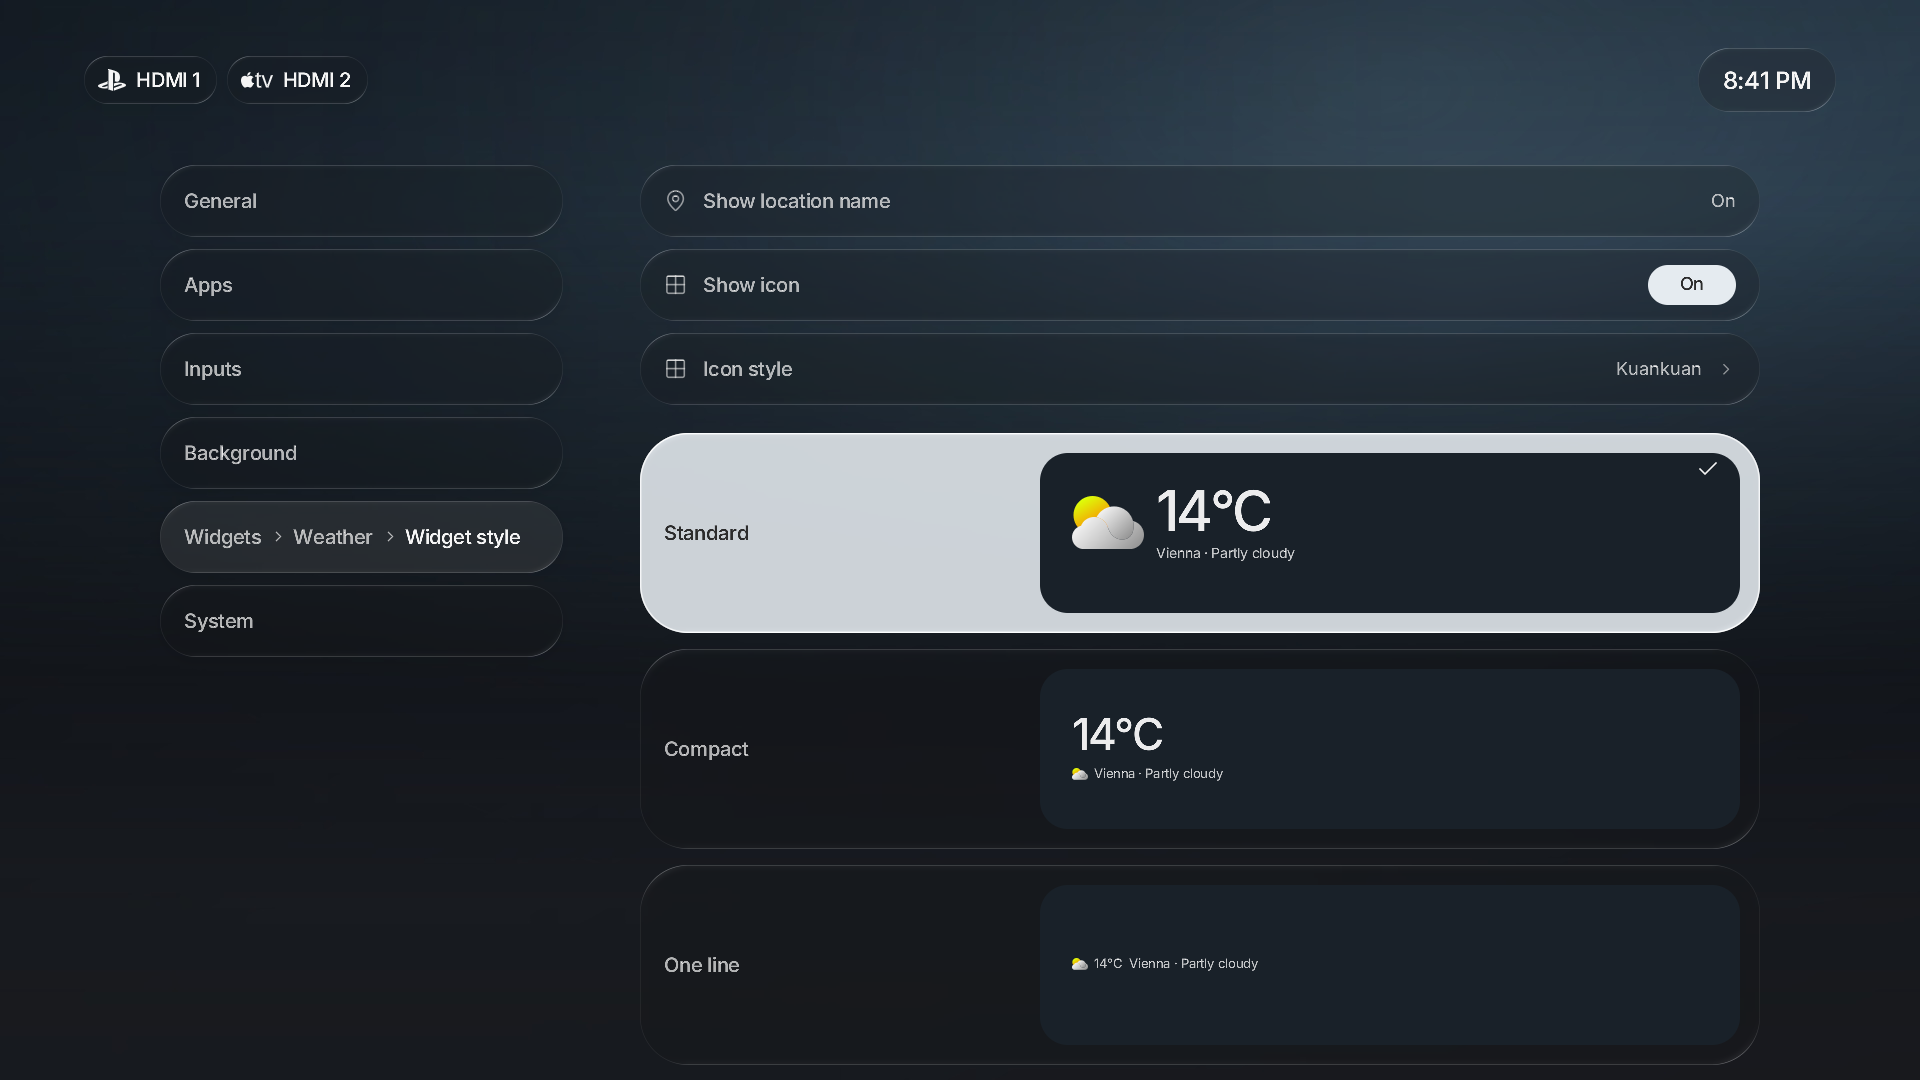 HDMI 1
tv HDMI 2
8:41 PM
General
Apps
Inputs
Background
Widgets > Weather > Widget style
System
Show location name
On
Show icon
On
Icon style
Kuankuan >
Standard
14°C
Vienna · Partly cloudy
Compact
14°C
Vienna · Partly cloudy
One line
14°C Vienna · Partly cloudy